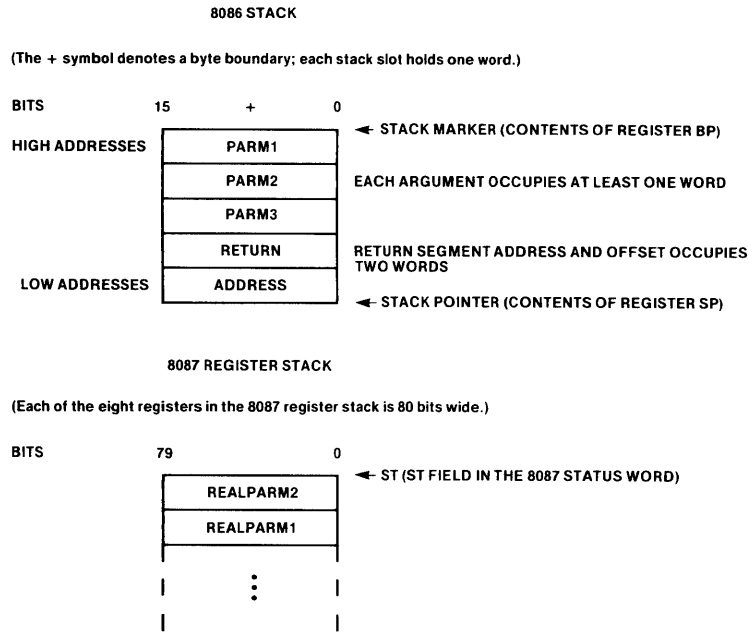 8086 STACK
(The + symbol denotes a byte boundary; each stack slot holds one word.)
BITS 15 + 0
HIGH ADDRESSES PARM1 STACK MARKER (CONTENTS OF REGISTER BP)
PARM2 EACH ARGUMENT OCCUPIES AT LEAST ONE WORD
PARM3
RETURN RETURN SEGMENT ADDRESS AND OFFSET OCCUPIES
TWO WORDS
LOW ADDRESSES ADDRESS
STACK POINTER (CONTENTS OF REGISTER SP)
8087 REGISTER STACK
(Each of the eight registers in the 8087 register stack is 80 bits wide.)
BITS 79 0
ST (ST FIELD IN THE 8087 STATUS WORD)
REALPARM2
REALPARM1